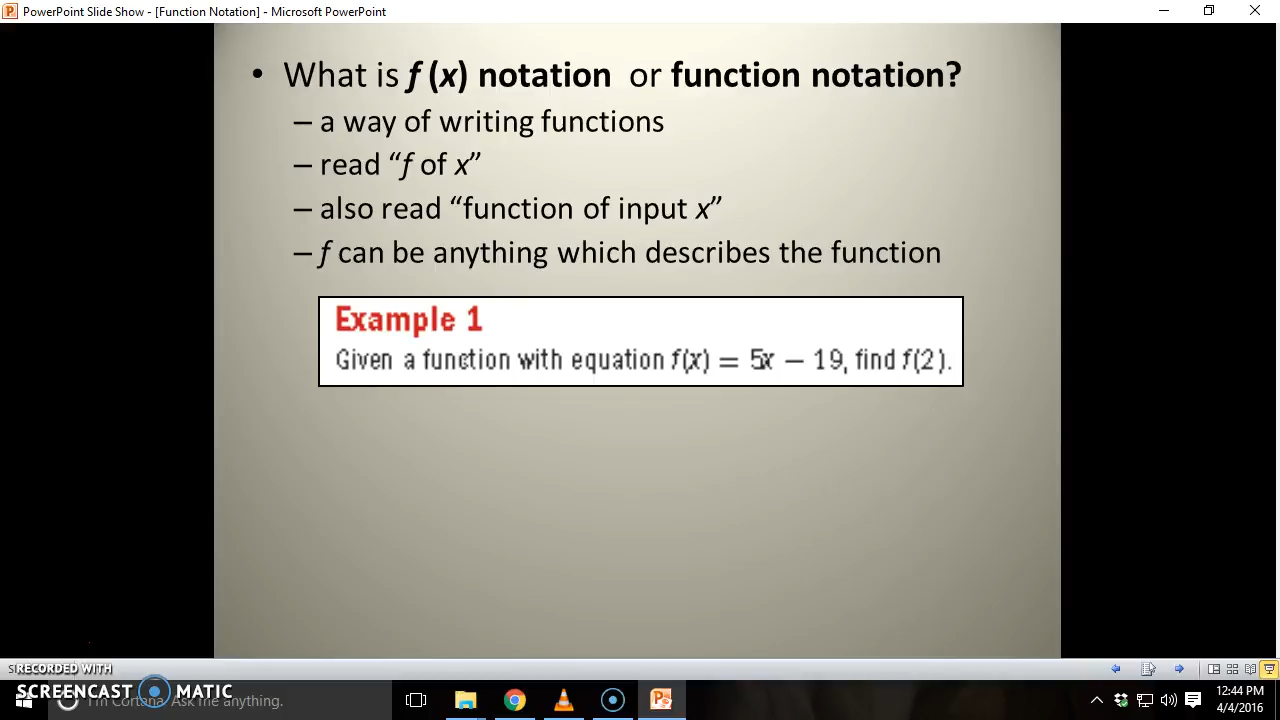 PowerPoint Slide Show - [Function Notation] - Microsoft PowerPoint
• What is f (x) notation or function notation?
– a way of writing functions
– read “f of x”
– also read “function of input x”
– f can be anything which describes the function
Example 1
Given a function with equation f(x) = 5x − 19, find f(2).
RECORDED WITH
SCREENCAST MATIC
I'm Cortana. Ask me anything.
12:44 PM
4/4/2016